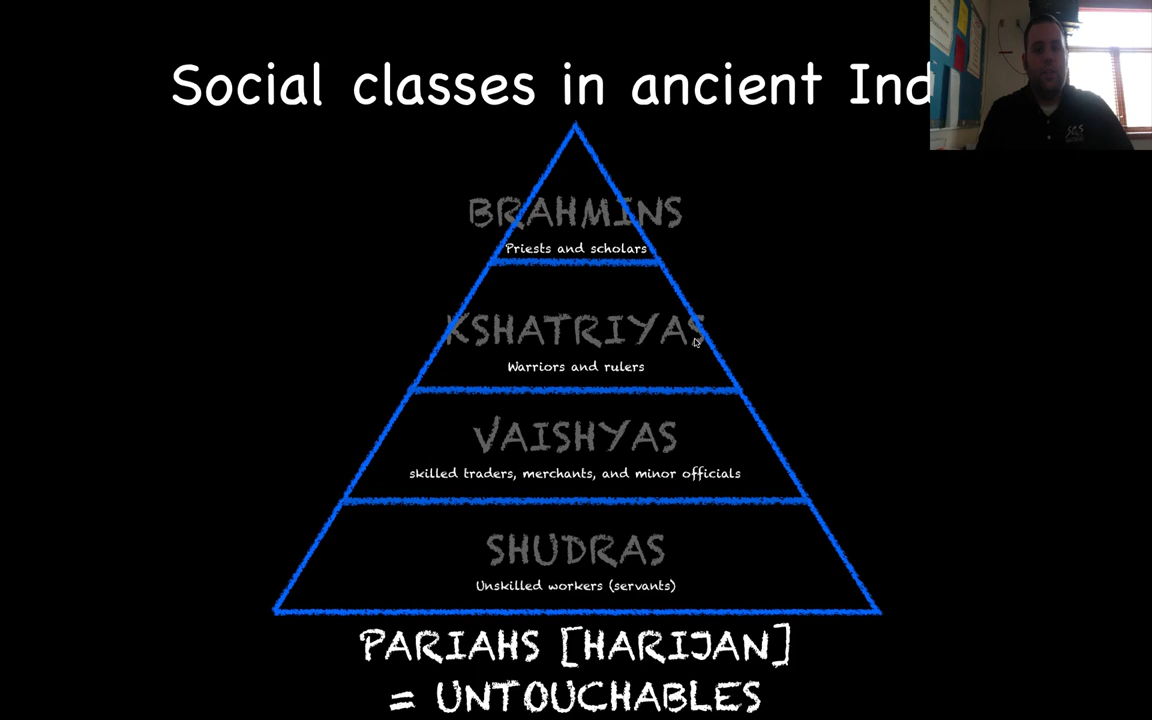 Social classes in ancient Ind
BRAHMINS
Priests and scholars
KSHATRIYAS
Warriors and rulers
VAISHYAS
skilled traders, merchants, and minor officials
SHUDRAS
Unskilled workers (servants)
PARIAHS [HARIJAN]
= UNTOUCHABLES